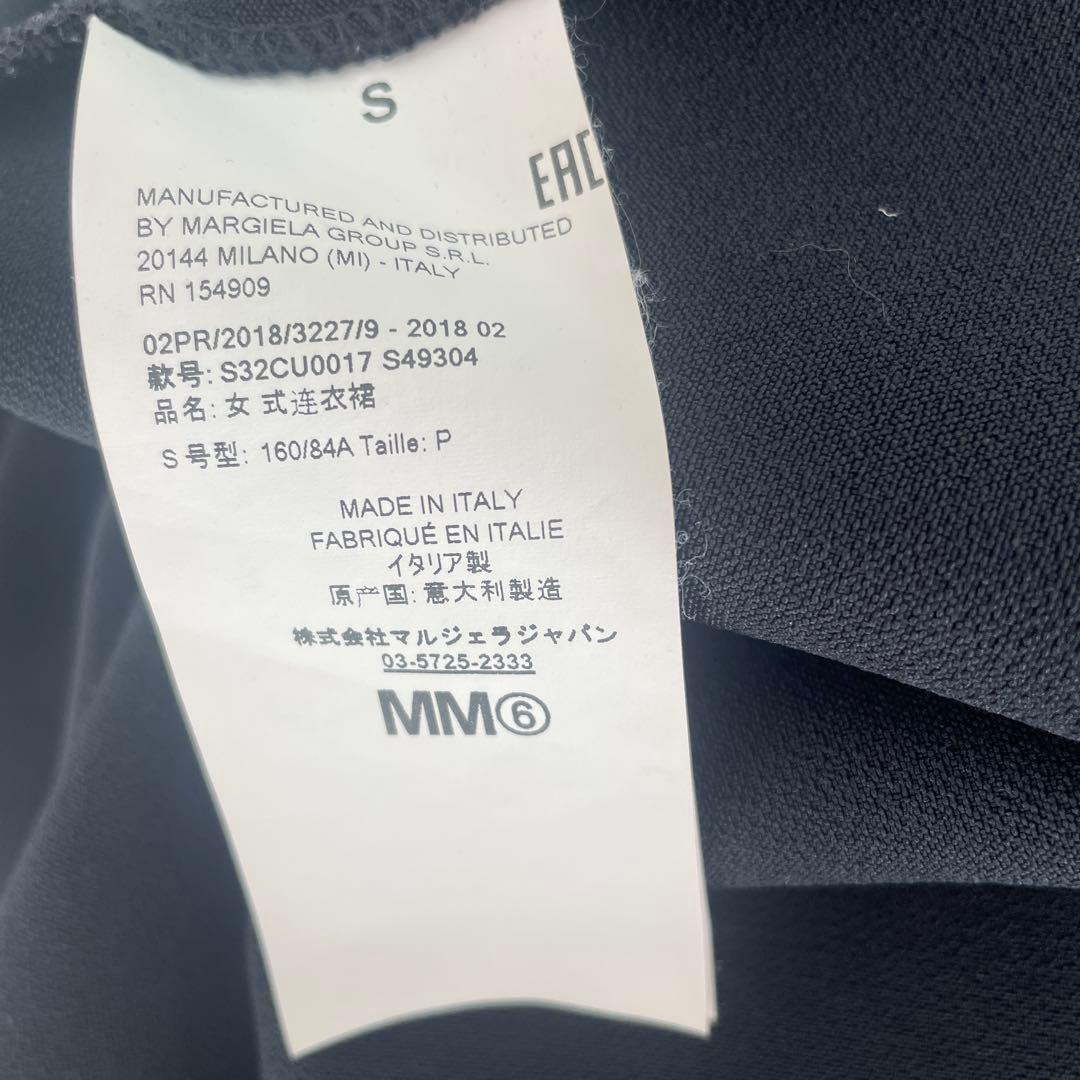 S
EAC
MANUFACTURED AND DISTRIBUTED
BY MARGIELA GROUP S.R.L.
20144 MILANO (MI) - ITALY
RN 154909
02PR/2018/3227/9 - 2018 02
款号: S32CU0017 S49304
品名: 女 式连衣裙
S 号型: 160/84A Taille: P
MADE IN ITALY
FABRIQUÉ EN ITALIE
イタリア製
原产国: 意大利製造
株式会社マルジェラジャパン
03-5725-2333
MM⑥